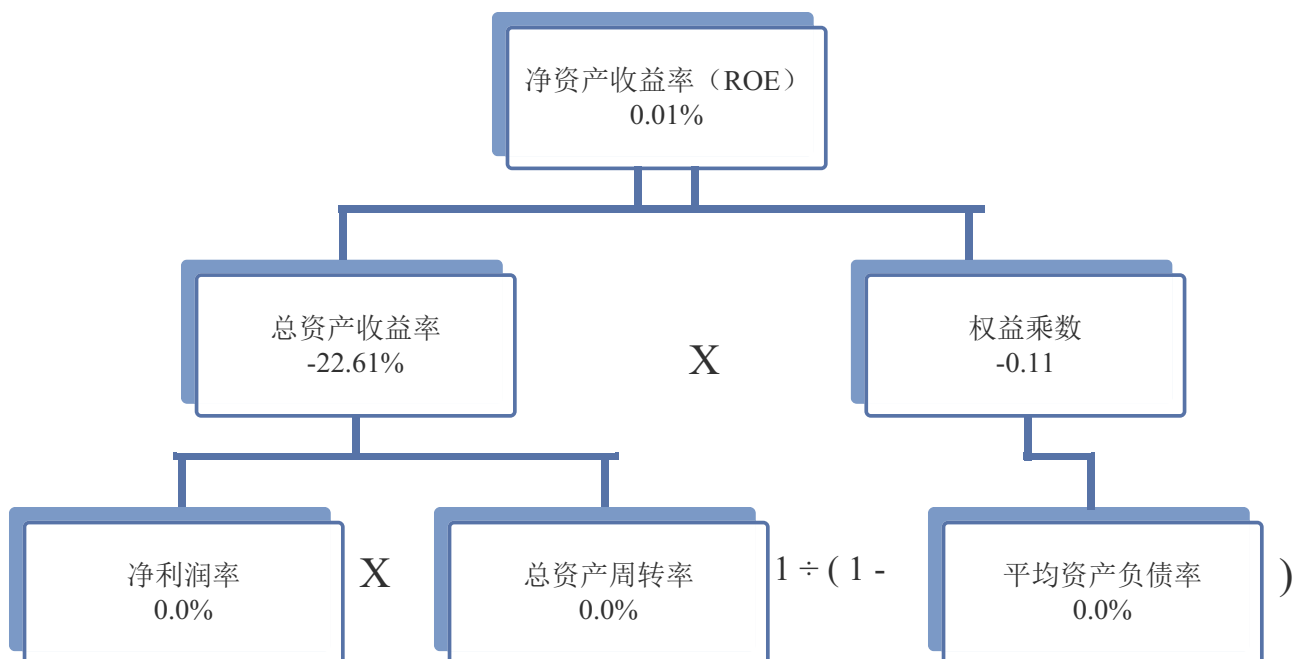 净资产收益率（ROE）
0.01%
总资产收益率
-22.61%
X
权益乘数
-0.11
净利润率
0.0%
X
总资产周转率
0.0%
1 ÷ ( 1 -
平均资产负债率
0.0%
)